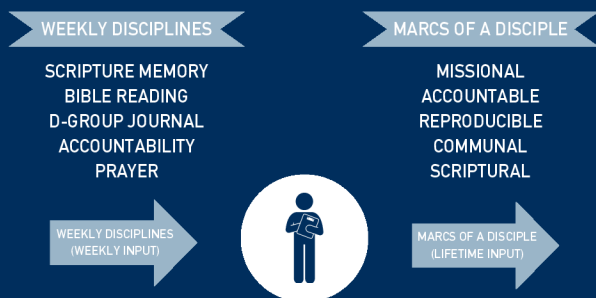 WEEKLY DISCIPLINES
SCRIPTURE MEMORY
BIBLE READING
D-GROUP JOURNAL
ACCOUNTABILITY
PRAYER
WEEKLY DISCIPLINES
(WEEKLY INPUT)
MARCS OF A DISCIPLE
MISSIONAL
ACCOUNTABLE
REPRODUCIBLE
COMMUNAL
SCRIPTURAL
MARCS OF A DISCIPLE
(LIFETIME INPUT)